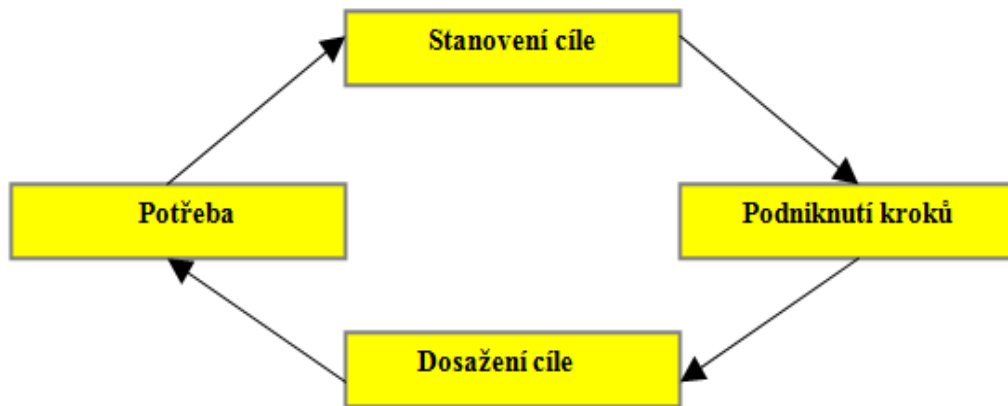 Stanovení cíle
Potřeba
Podniknutí kroků
Dosažení cíle